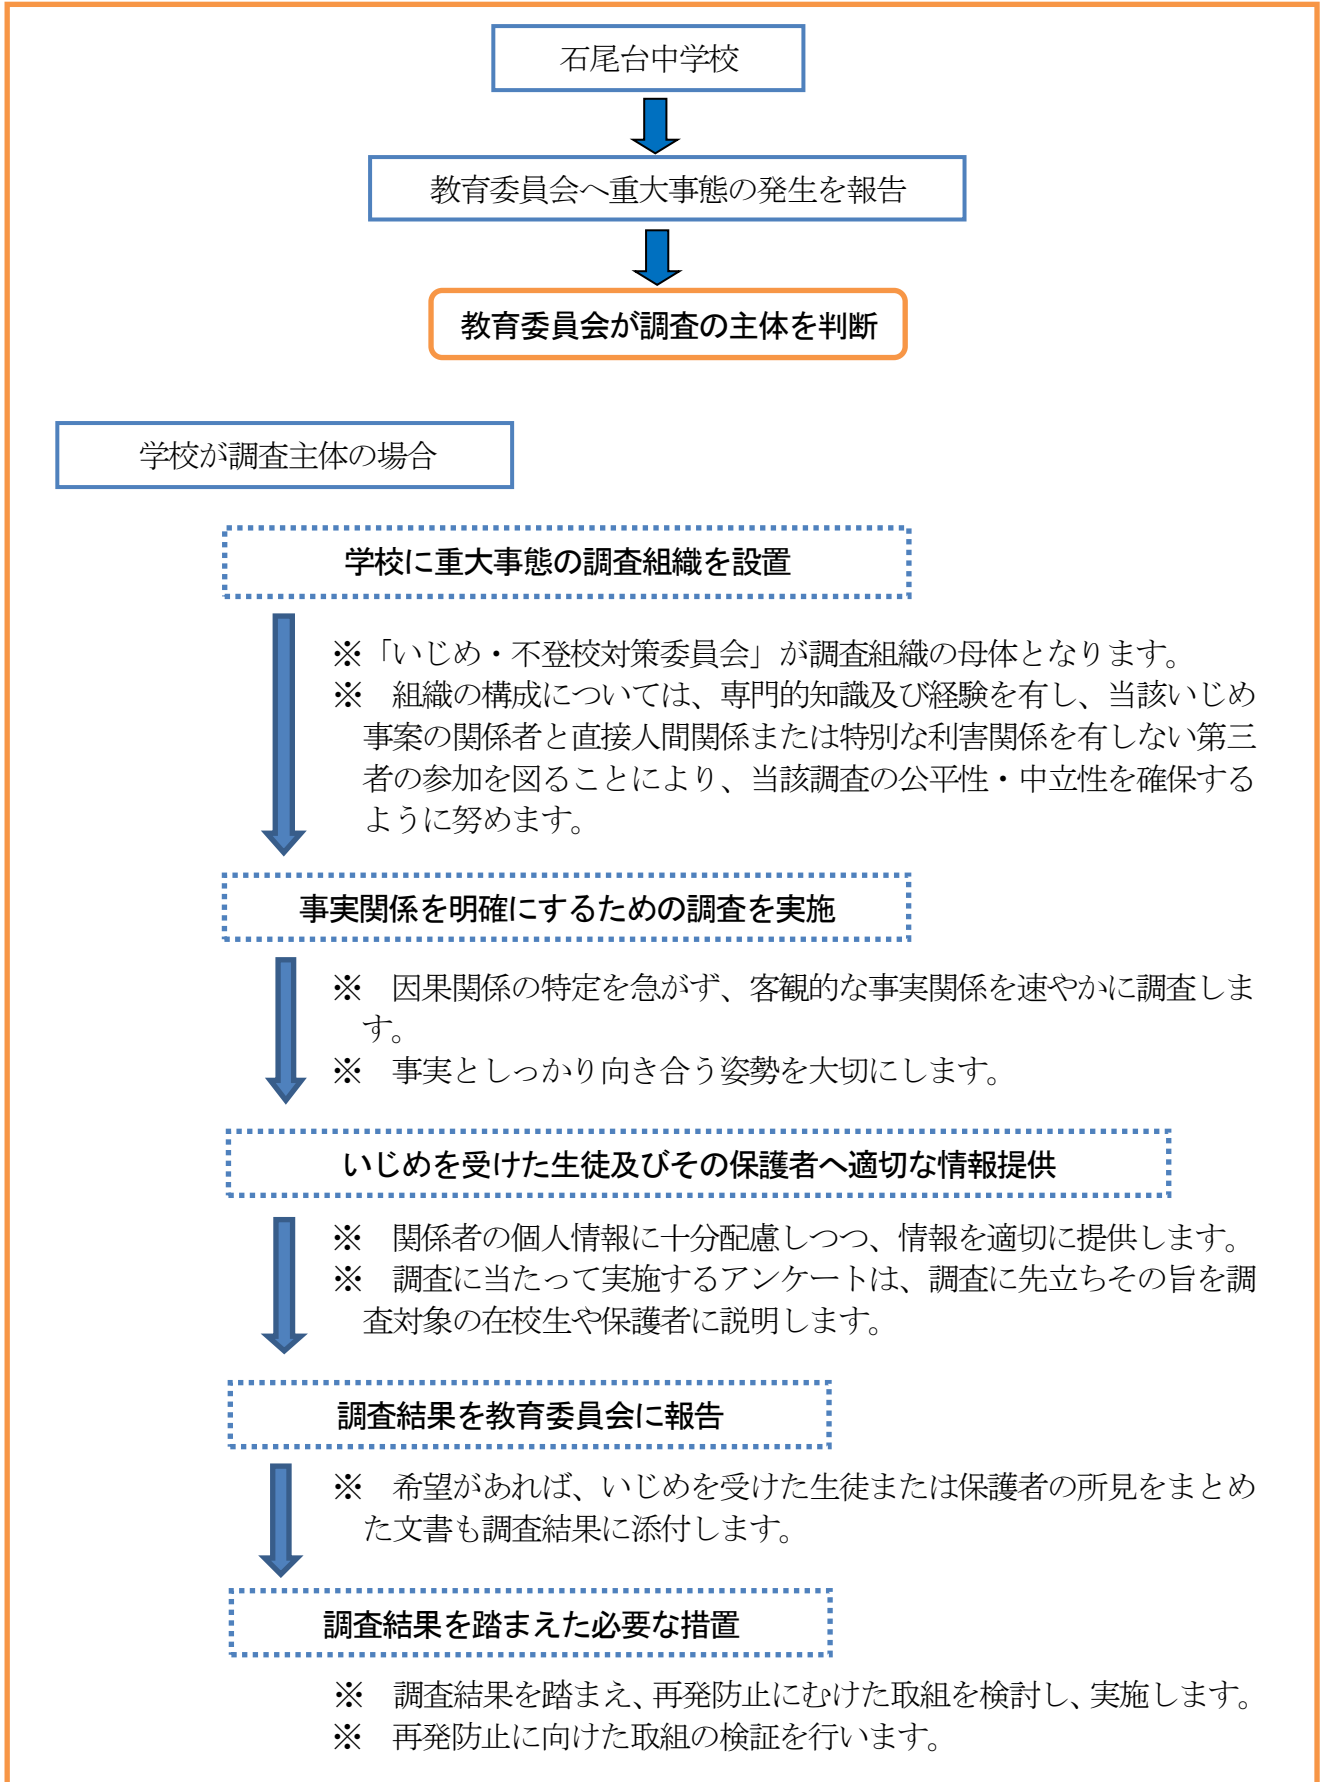 石尾台中学校
教育委員会へ重大事態の発生を報告
教育委員会が調査の主体を判断
学校が調査主体の場合
学校に重大事態の調査組織を設置
※「いじめ・不登校対策委員会」が調査組織の母体となります。
※　組織の構成については、専門的知識及び経験を有し、当該いじめ
事案の関係者と直接人間関係または特別な利害関係を有しない第三
者の参加を図ることにより、当該調査の公平性・中立性を確保する
ように努めます。
事実関係を明確にするための調査を実施
※　因果関係の特定を急がず、客観的な事実関係を速やかに調査しま
す。
※　事実としっかり向き合う姿勢を大切にします。
いじめを受けた生徒及びその保護者へ適切な情報提供
※　関係者の個人情報に十分配慮しつつ、情報を適切に提供します。
※　調査に当たって実施するアンケートは、調査に先立ちその旨を調
査対象の在校生や保護者に説明します。
調査結果を教育委員会に報告
※　希望があれば、いじめを受けた生徒または保護者の所見をまとめ
た文書も調査結果に添付します。
調査結果を踏まえた必要な措置
※　調査結果を踏まえ、再発防止にむけた取組を検討し、実施します。
※　再発防止に向けた取組の検証を行います。